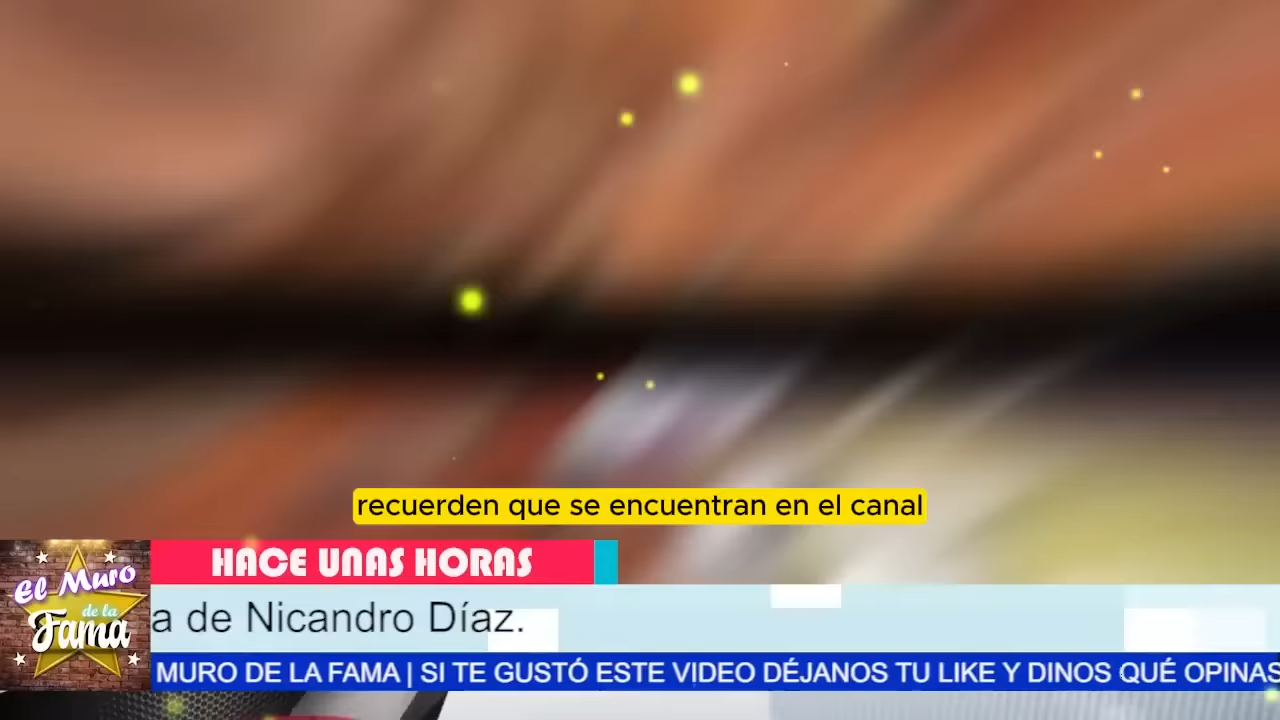 recuerden que se encuentran en el canal
HACE UNAS HORAS
El Muro
de la
Fama
a de Nicandro Díaz.
MURO DE LA FAMA | SI TE GUSTÓ ESTE VIDEO DÉJANOS TU LIKE Y DINOS QUÉ OPINAS